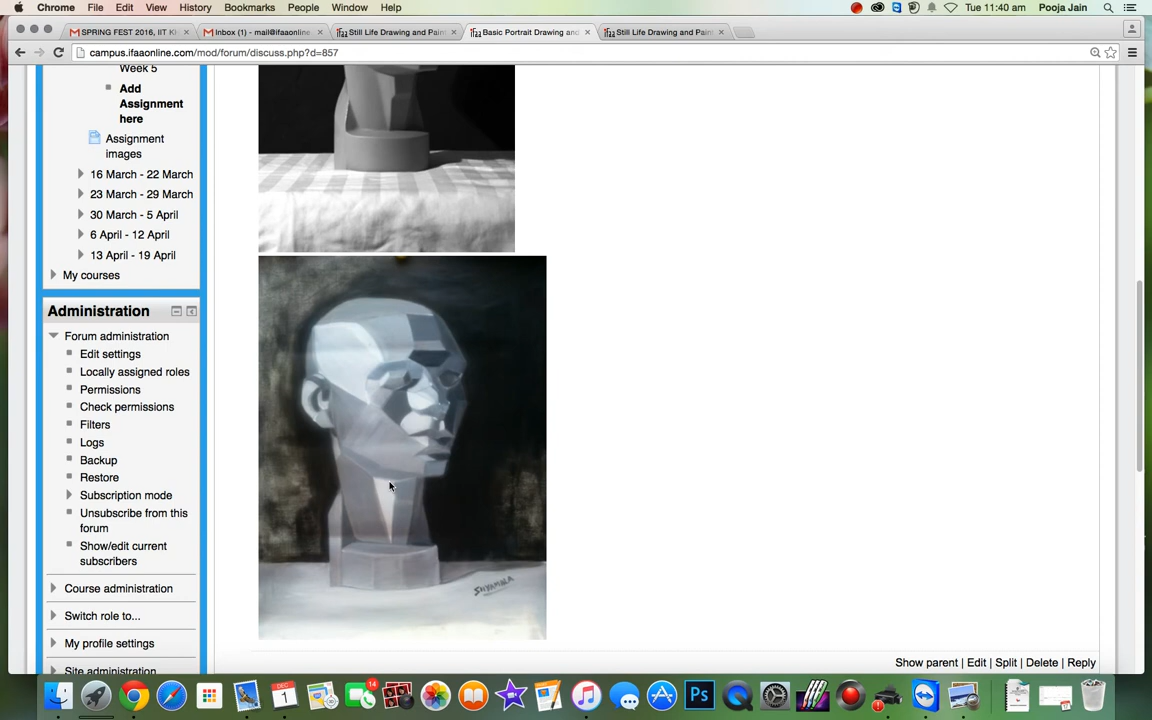 Chrome File Edit View History Bookmarks People Window Help Tue 11:40 am Pooja Jain
SPRING FEST 2016, IIT K Inbox (1) - mail@ifaaonline Still Life Drawing and Pain Basic Portrait Drawing and Still Life Drawing and Pain
campus.ifaaonline.com/mod/forum/discuss.php?d=857
Week 5
Add
Assignment
here
Assignment
images
16 March - 22 March
23 March - 29 March
30 March - 5 April
6 April - 12 April
13 April - 19 April
My courses
Administration
Forum administration
Edit settings
Locally assigned roles
Permissions
Check permissions
Filters
Logs
Backup
Restore
Subscription mode
Unsubscribe from this
forum
Show/edit current
subscribers
Course administration
Switch role to...
My profile settings
Site administration
SHYAMALA
Show parent | Edit | Split | Delete | Reply
DEC
1
14
Ps